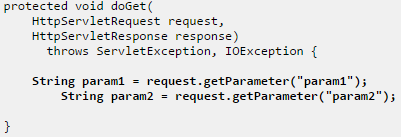 protected void doGet(
    HttpServletRequest request,
    HttpServletResponse response)
      throws ServletException, IOException {
    String param1 = request.getParameter("param1");
        String param2 = request.getParameter("param2");
}